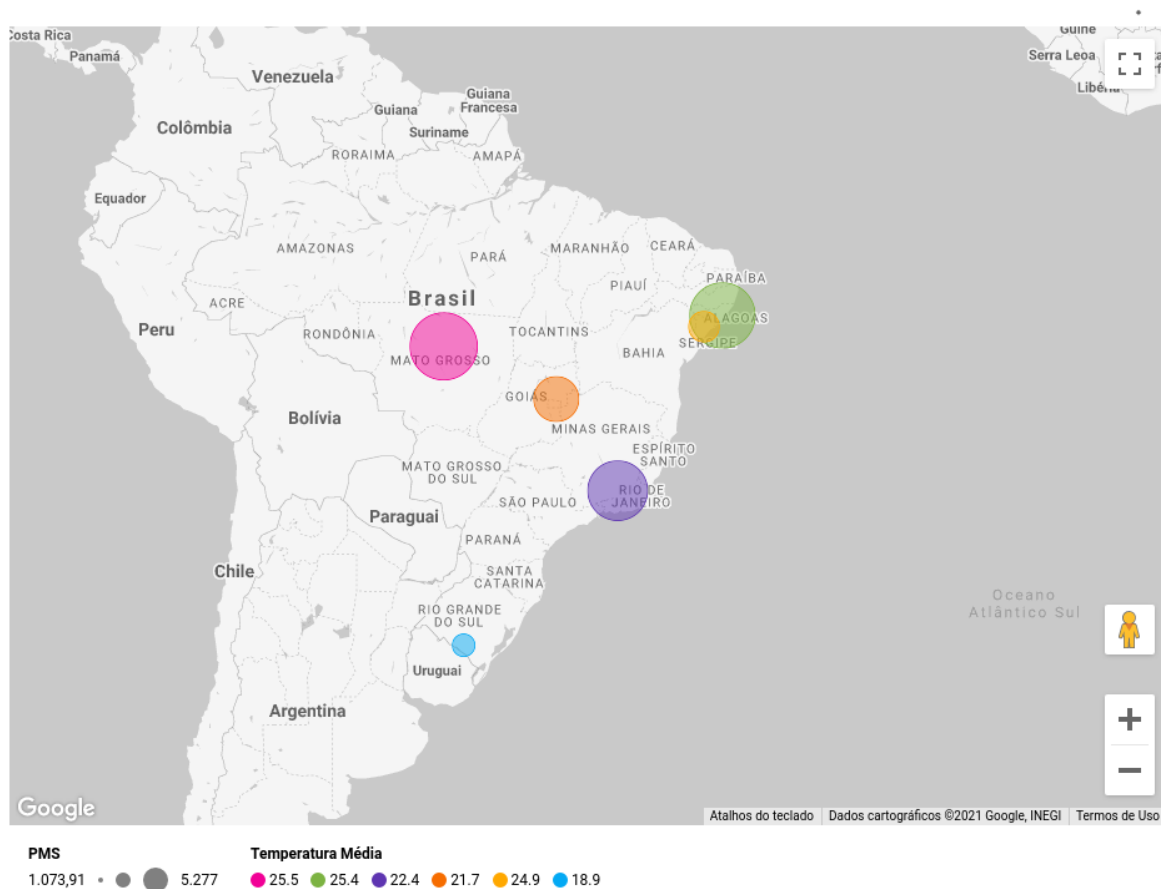 Costa Rica
Panamá
Venezuela
Guiana
Guiana
Francesa
Suriname
Colômbia
RORAIMA
AMAPÁ
Equador
AMAZONAS
PARÁ
MARANHÃO
CEARÁ
PARAÍBA
PIAUÍ
ACRE
Brasil
Peru
RONDÔNIA
TOCANTINS
ALAGOAS
SERGIPE
MATO GROSSO
BAHIA
GOIÁS
Bolívia
MINAS GERAIS
ESPÍRITO
SANTO
MATO GROSSO
DO SUL
SÃO PAULO
RIO DE
JANEIRO
Paraguai
PARANÁ
Chile
SANTA
CATARINA
RIO GRANDE
DO SUL
Uruguai
Argentina
Guiné
Serra Leoa
Libéria
Oceano
Atlântico Sul
Google
Atalhos do teclado
Dados cartográficos ©2021 Google, INEGI
Termos de Uso
PMS
1.073,91
5.277
Temperatura Média
25.5
25.4
22.4
21.7
24.9
18.9